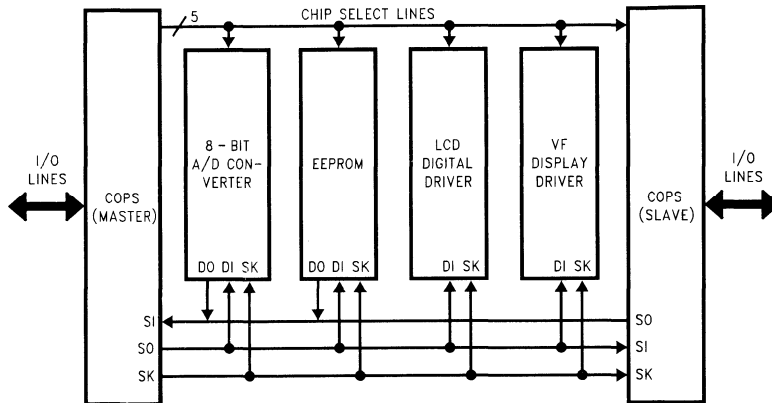 5
CHIP SELECT LINES
I/O
LINES
COPS
(MASTER)
8 - BIT
A/D CON-
VERTER
DO DI SK
EEPROM
DO DI SK
LCD
DIGITAL
DRIVER
DI SK
VF
DISPLAY
DRIVER
DI SK
COPS
(SLAVE)
I/O
LINES
SI
SO
SO
SI
SK
SK